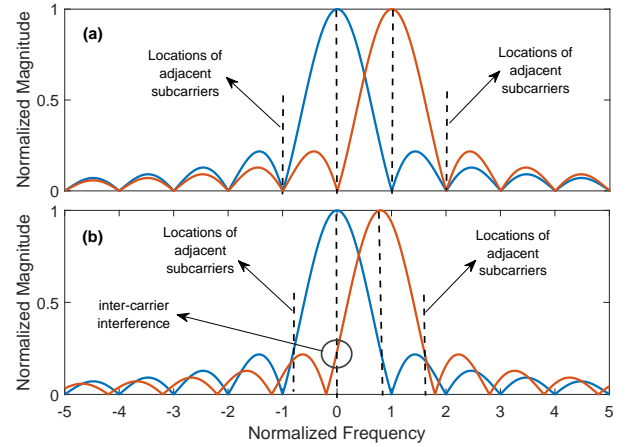 1
(a)
Locations of
adjacent
subcarriers
Locations of
adjacent
subcarriers
0.5
0
Normalized Magnitude
1
(b)
Locations of
adjacent
subcarriers
Locations of
adjacent
subcarriers
inter-carrier
interference
0.5
0
Normalized Magnitude
-5 -4 -3 -2 -1 0 1 2 3 4 5
Normalized Frequency